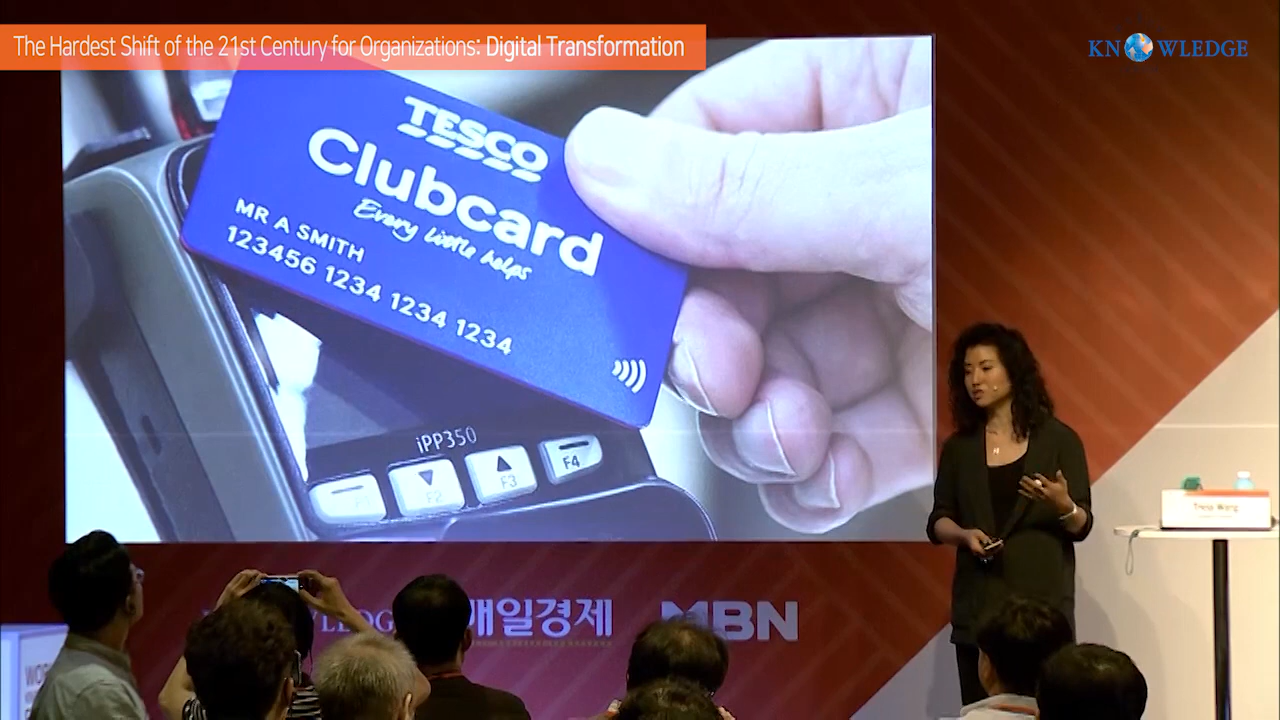 The Hardest Shift of the 21st Century for Organizations: Digital Transformation
KNOWLEDGE
TESCO
Clubcard
Every little helps
MR A SMITH
123456 1234 1234 1234
iPP350
F2
F3
F4
매일경제
MBN